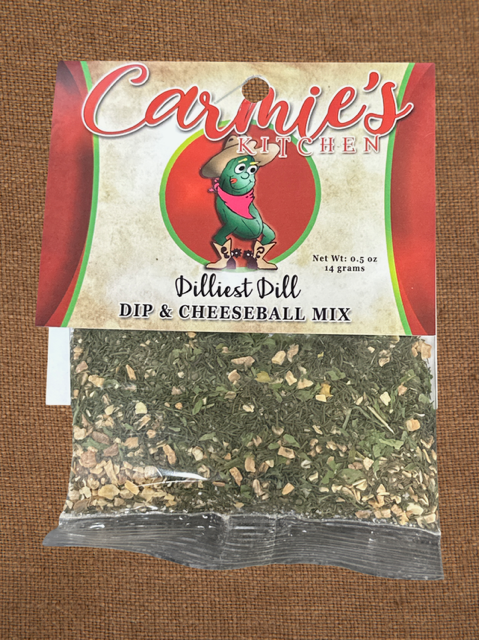 Carmie's
KITCHEN
Net Wt: 0.5 oz
14 grams
Dilliest Dill
DIP & CHEESEBALL MIX